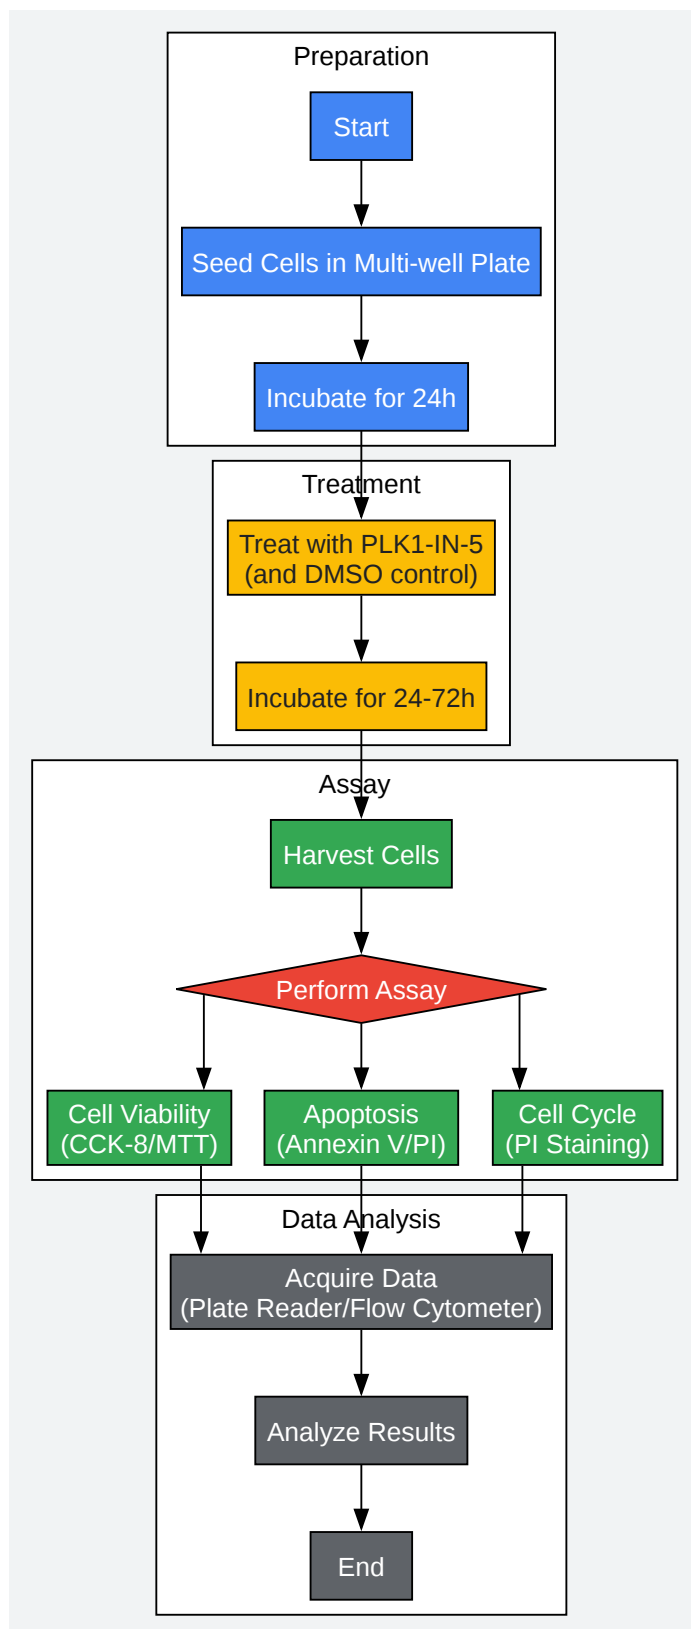 Preparation
Start
Seed Cells in Multi-well Plate
Incubate for 24h
Treatment
Treat with PLK1-IN-5
(and DMSO control)
Incubate for 24-72h
Assay
Harvest Cells
Perform Assay
Cell Viability
(CCK-8/MTT)
Apoptosis
(Annexin V/PI)
Cell Cycle
(PI Staining)
Data Analysis
Acquire Data
(Plate Reader/Flow Cytometer)
Analyze Results
End